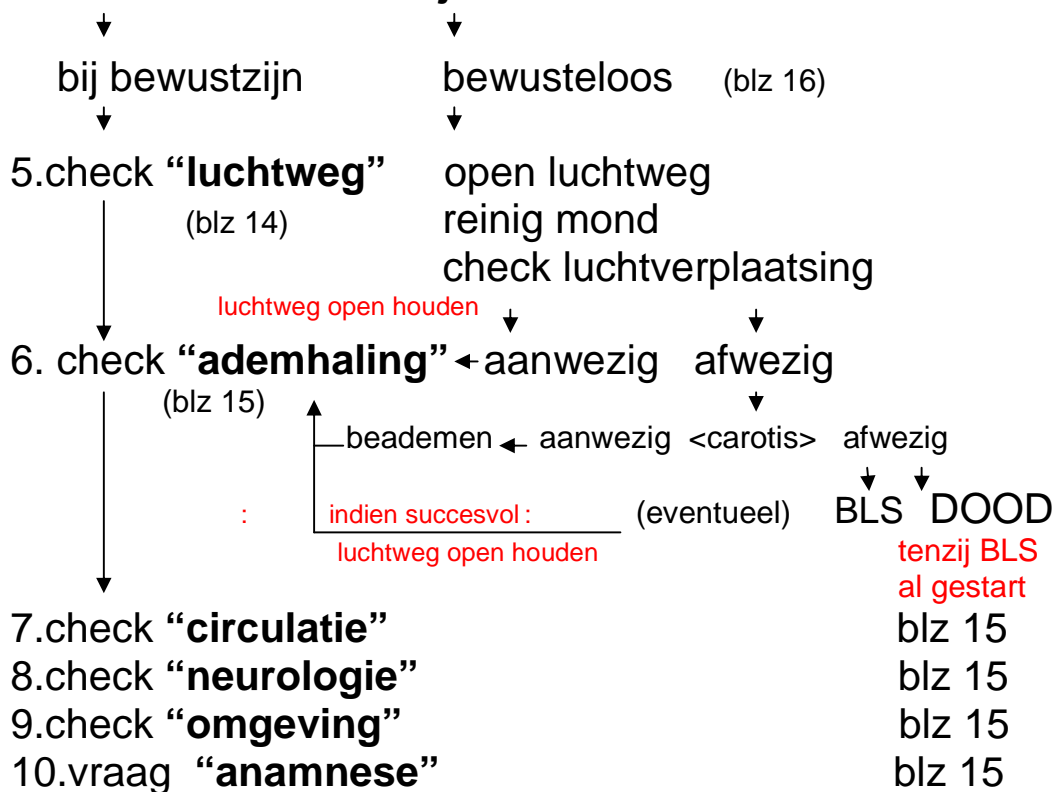 bij bewustzijn bewusteloos (blz 16)
5.check “luchtweg” open luchtweg
(blz 14) reinig mond
check luchtverplaatsing
luchtweg open houden
6. check “ademhaling” aanwezig afwezig
(blz 15)
beademen aanwezig <carotis> afwezig
: indien succesvol : (eventueel) BLS DOOD
luchtweg open houden tenzij BLS
al gestart
7.check “circulatie” blz 15
8.check “neurologie” blz 15
9.check “omgeving” blz 15
10.vraag “anamnese” blz 15